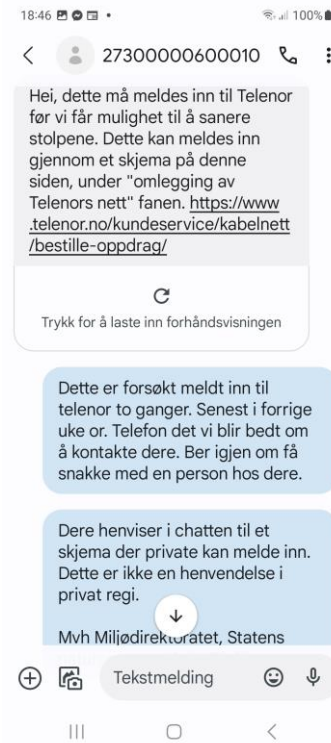 18:46
100%
27300000600010
Hei, dette må meldes inn til Telenor
før vi får mulighet til å sanere
stolpene. Dette kan meldes inn
gjennom et skjema på denne
siden, under "omlegging av
Telenors nett" fanen. https://www
.telenor.no/kundeservice/kabelnett
/bestille-oppdrag/
Trykk for å laste inn forhåndsvisningen
Dette er forsøkt meldt inn til
telenor to ganger. Senest i forrige
uke or. Telefon det vi blir bedt om
å kontakte dere. Ber igjen om få
snakke med en person hos dere.
Dere henviser i chatten til et
skjema der private kan melde inn.
Dette er ikke en henvendelse i
privat regi.
Mvh Miljødirektoratet, Statens
Tekstmelding